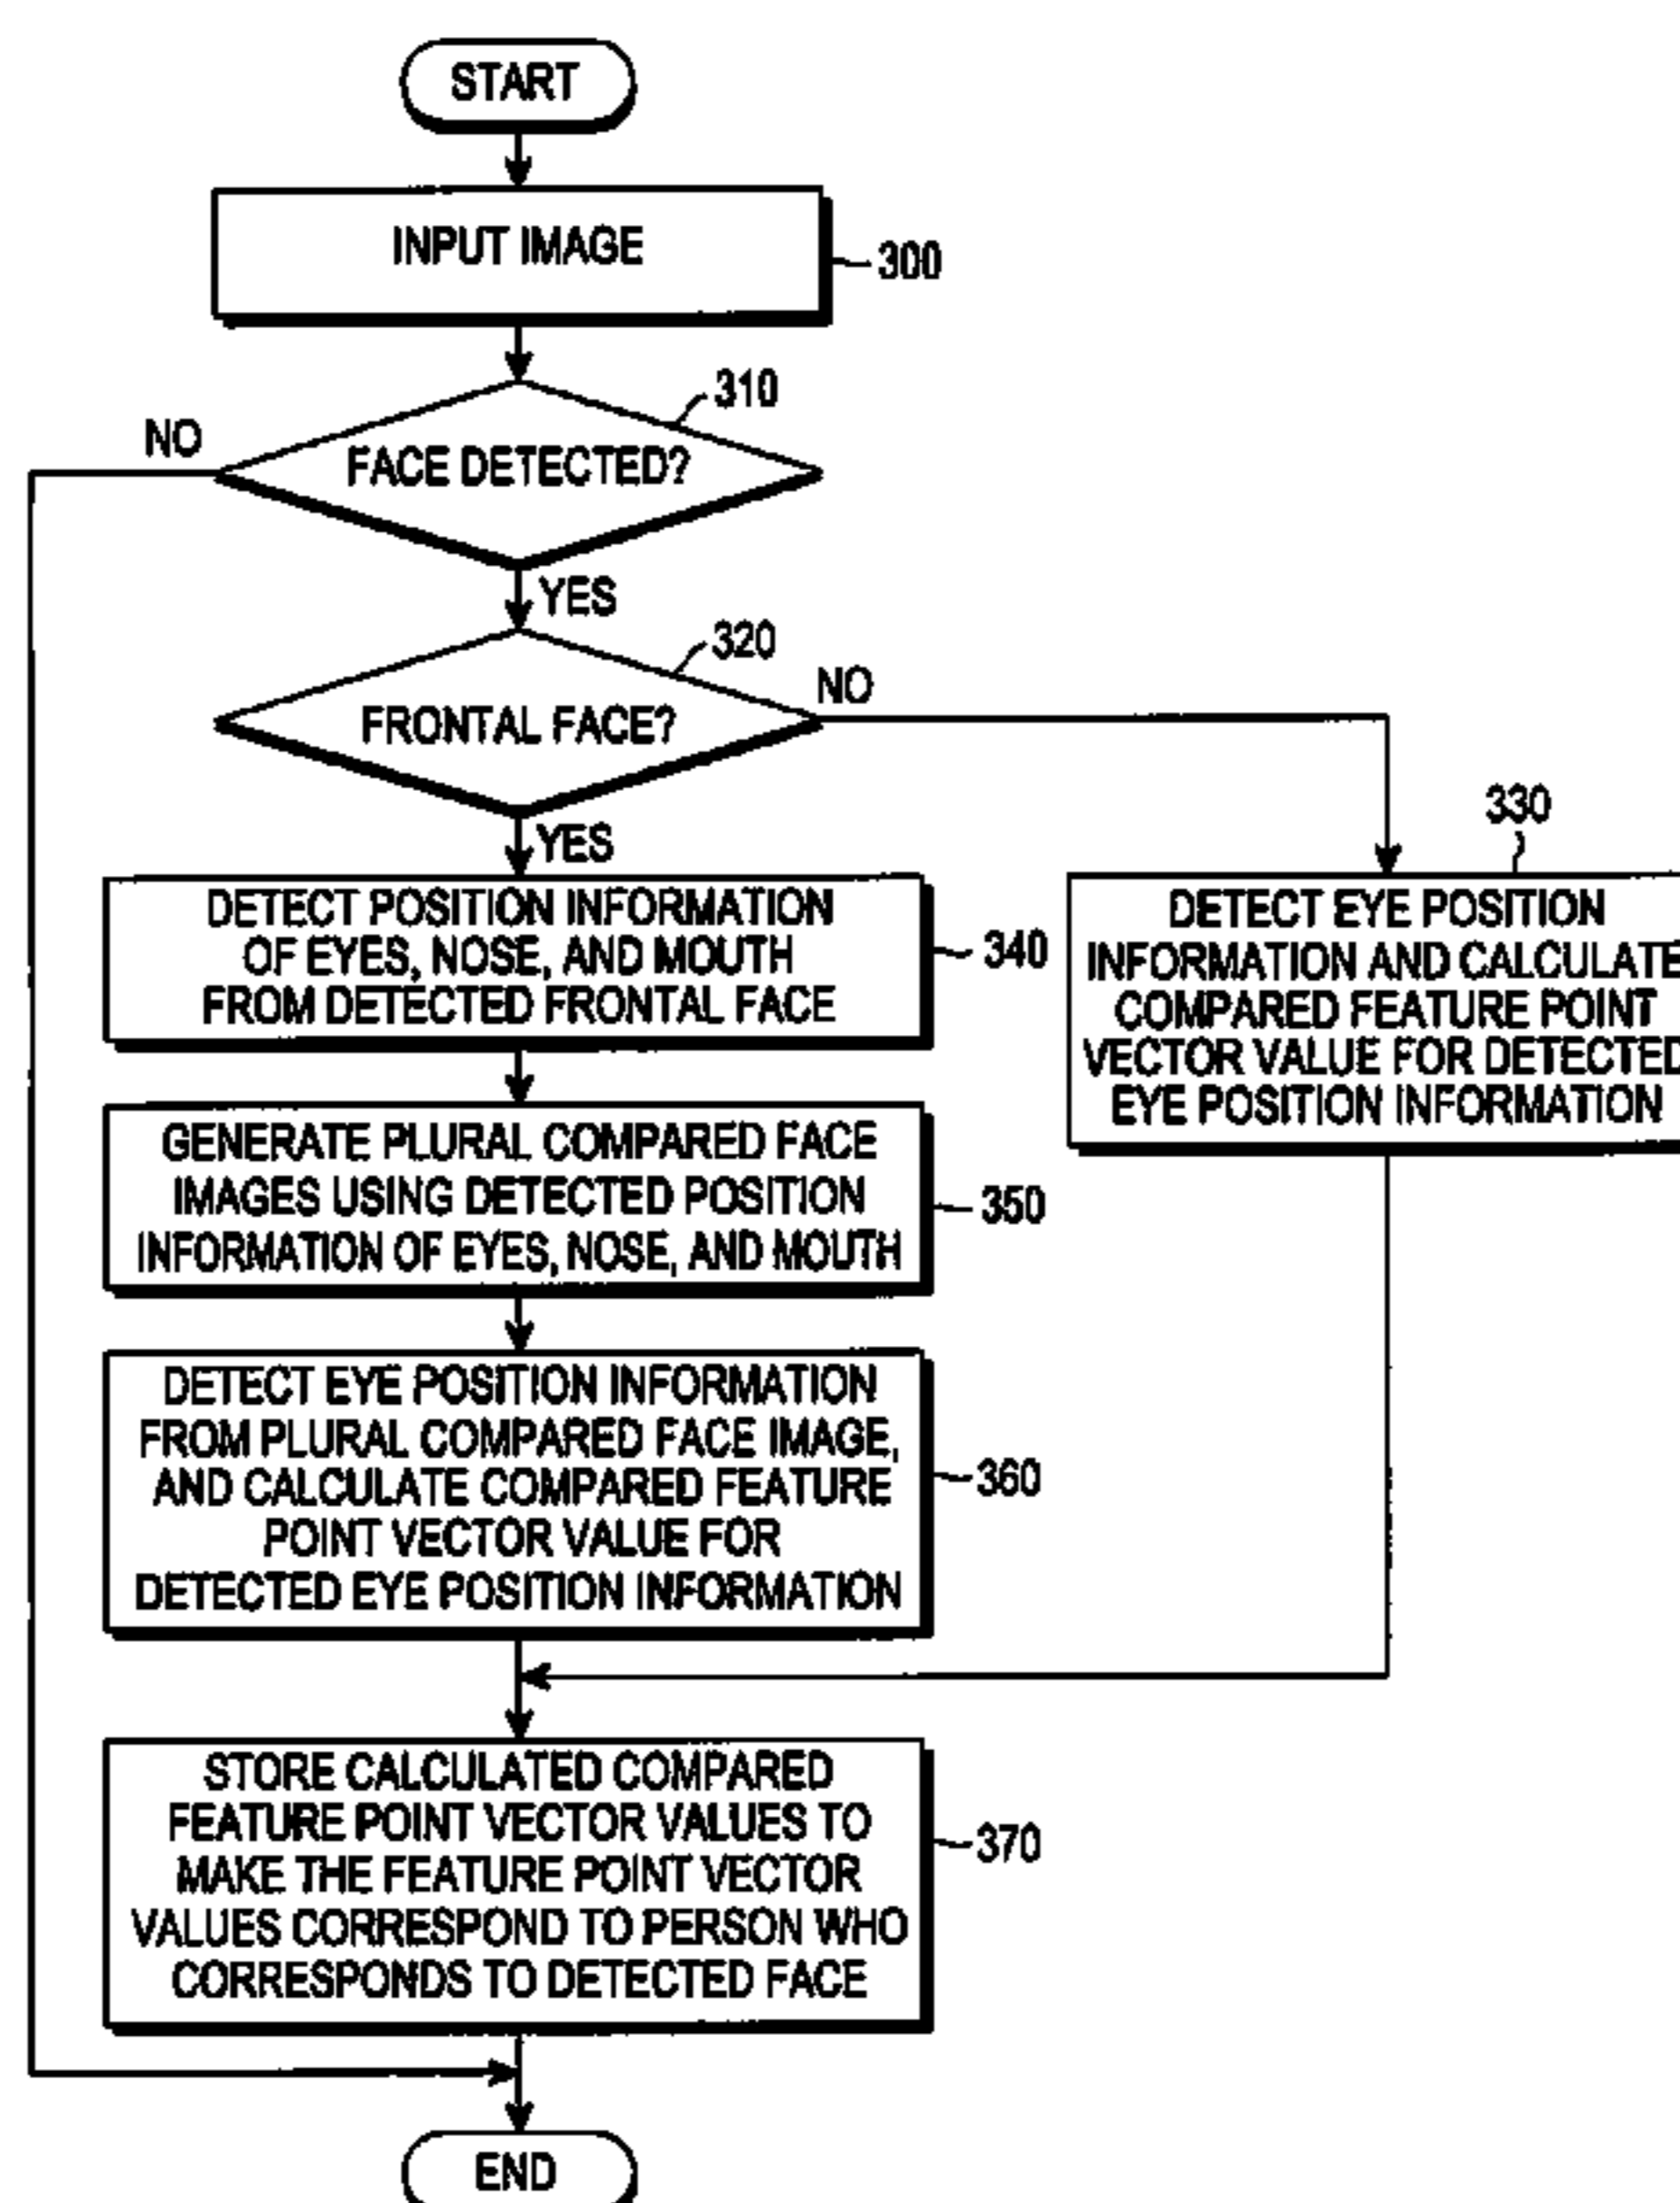 START
INPUT IMAGE
300
310
NO
FACE DETECTED?
YES
320
NO
FRONTAL FACE?
YES
330
DETECT POSITION INFORMATION
OF EYES, NOSE, AND MOUTH
FROM DETECTED FRONTAL FACE
340
DETECT EYE POSITION
INFORMATION AND CALCULATE
COMPARED FEATURE POINT
VECTOR VALUE FOR DETECTED
EYE POSITION INFORMATION
GENERATE PLURAL COMPARED FACE
IMAGES USING DETECTED POSITION
INFORMATION OF EYES, NOSE, AND MOUTH
350
DETECT EYE POSITION INFORMATION
FROM PLURAL COMPARED FACE IMAGE,
AND CALCULATE COMPARED FEATURE
POINT VECTOR VALUE FOR
DETECTED EYE POSITION INFORMATION
360
STORE CALCULATED COMPARED
FEATURE POINT VECTOR VALUES TO
MAKE THE FEATURE POINT VECTOR
VALUES CORRESPOND TO PERSON WHO
CORRESPONDS TO DETECTED FACE
370
END